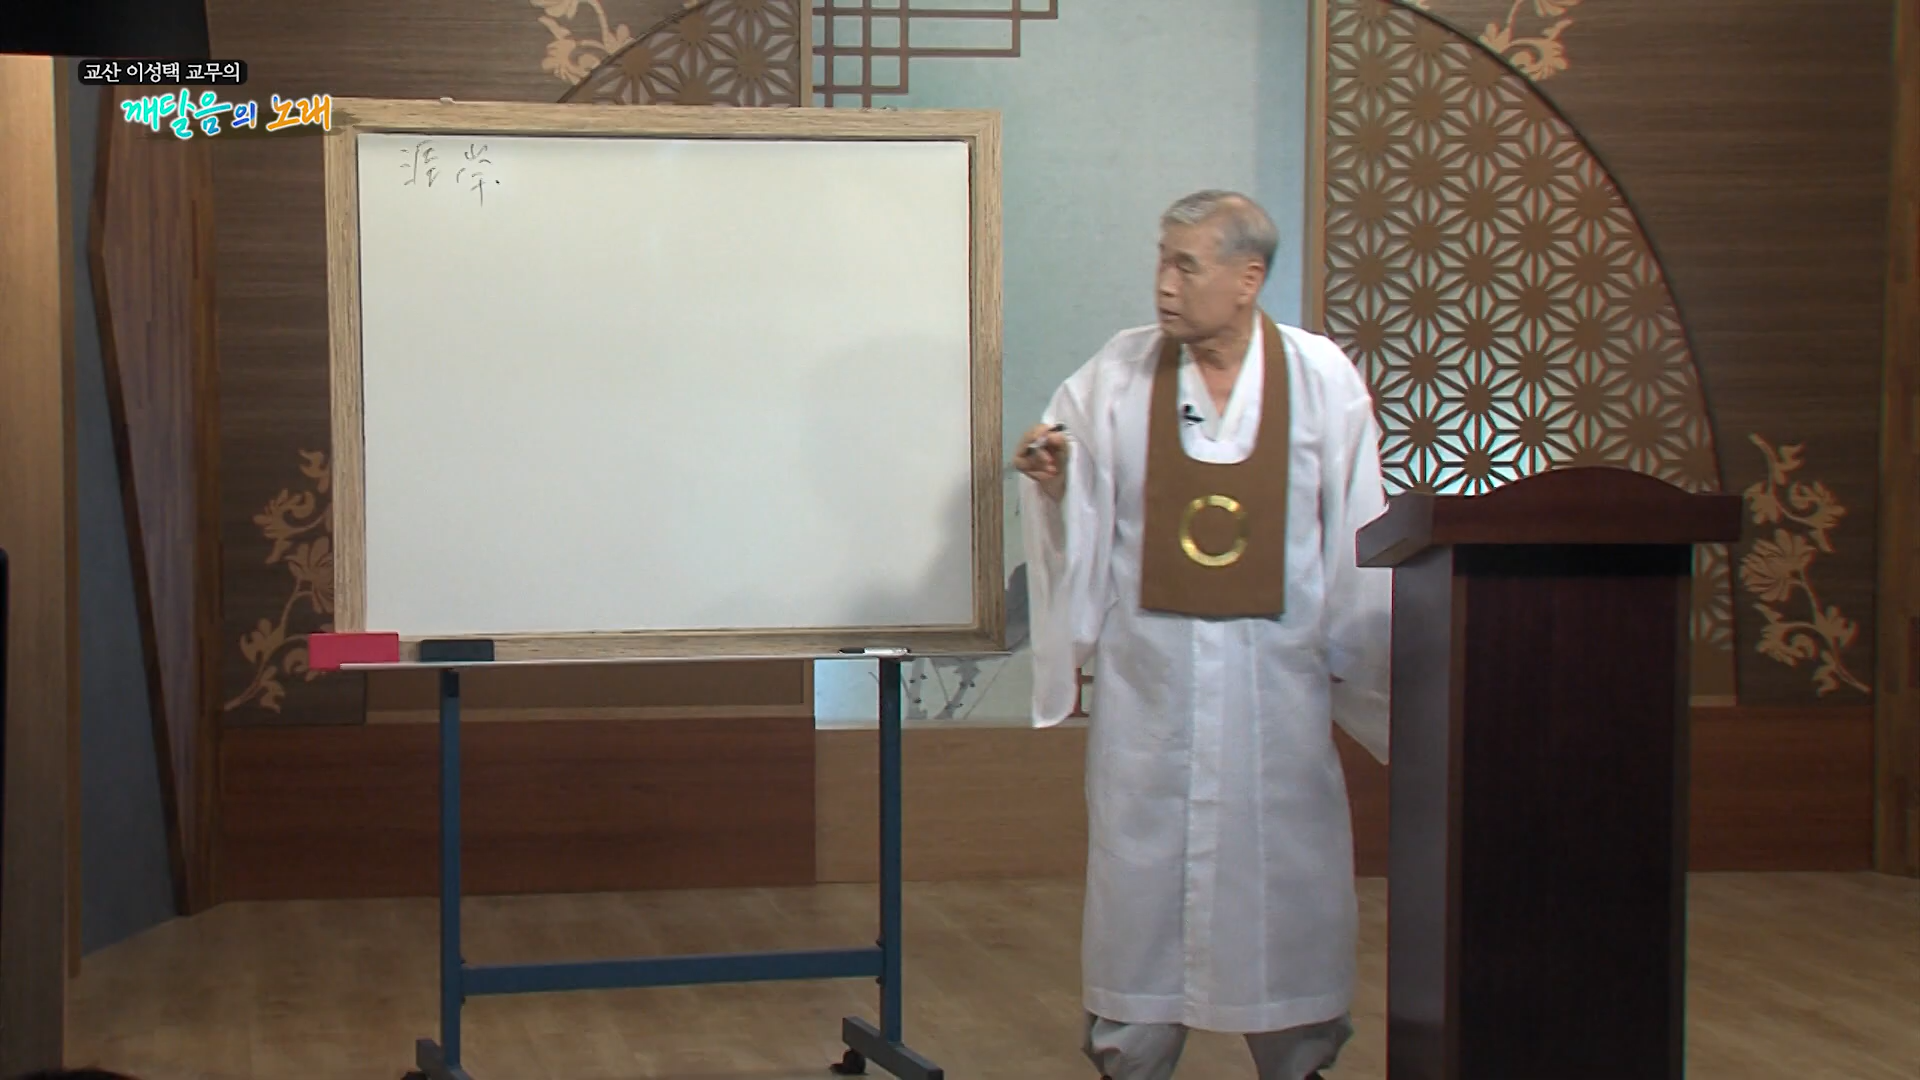 교산 이성택 교무의
깨달음의 노래